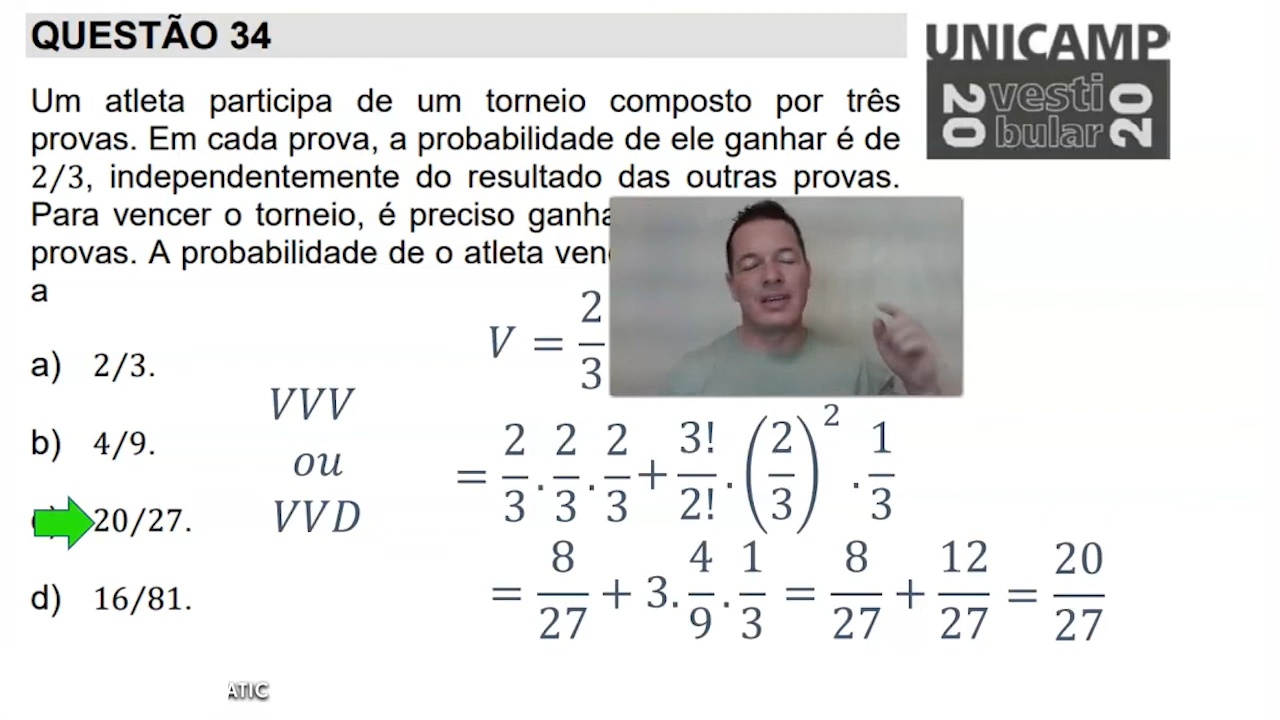 QUESTÃO 34
UNICAMP
vesti
bular
2020
Um atleta participa de um torneio composto por três
provas. Em cada prova, a probabilidade de ele ganhar é de
2/3, independentemente do resultado das outras provas.
Para vencer o torneio, é preciso ganha
provas. A probabilidade de o atleta ven
a
V = 2/3
a) 2/3.
VVV
b) 4/9.
ou
= 2/3 . 2/3 . 2/3 + 3!/2! . (2/3)² . 1/3
20/27.
VVD
d) 16/81.
= 8/27 + 3. 4/9 . 1/3 = 8/27 + 12/27 = 20/27
ATIC